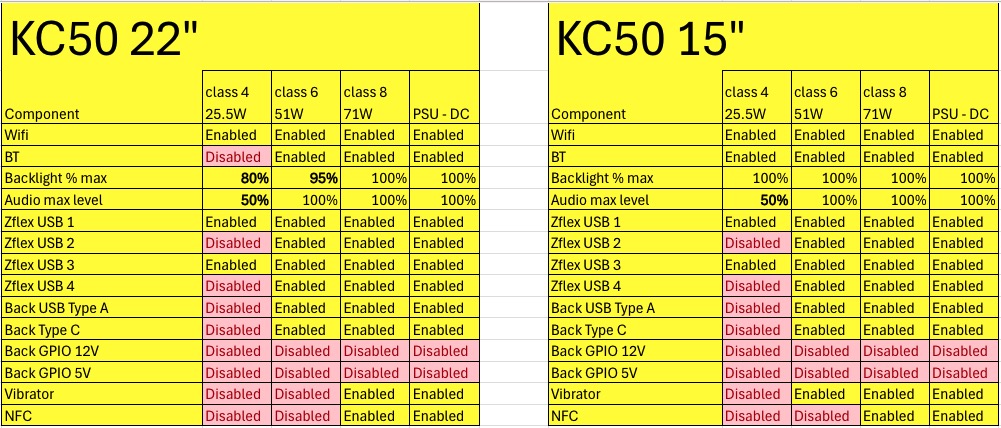 KC50 22"
class 4 class 6 class 8
Component 25.5W 51W 71W PSU - DC
Wifi Enabled Enabled Enabled Enabled
BT Disabled Enabled Enabled Enabled
Backlight % max 80% 95% 100% 100%
Audio max level 50% 100% 100% 100%
Zflex USB 1 Enabled Enabled Enabled Enabled
Zflex USB 2 Disabled Enabled Enabled Enabled
Zflex USB 3 Enabled Enabled Enabled Enabled
Zflex USB 4 Disabled Enabled Enabled Enabled
Back USB Type A Disabled Enabled Enabled Enabled
Back Type C Disabled Enabled Enabled Enabled
Back GPIO 12V Disabled Disabled Disabled Disabled
Back GPIO 5V Disabled Disabled Disabled Disabled
Vibrator Disabled Disabled Enabled Enabled
NFC Disabled Disabled Enabled Enabled
KC50 15"
class 4 class 6 class 8
Component 25.5W 51W 71W PSU - DC
Wifi Enabled Enabled Enabled Enabled
BT Enabled Enabled Enabled Enabled
Backlight % max 100% 100% 100% 100%
Audio max level 50% 100% 100% 100%
Zflex USB 1 Enabled Enabled Enabled Enabled
Zflex USB 2 Disabled Enabled Enabled Enabled
Zflex USB 3 Enabled Enabled Enabled Enabled
Zflex USB 4 Disabled Enabled Enabled Enabled
Back USB Type A Disabled Enabled Enabled Enabled
Back Type C Disabled Enabled Enabled Enabled
Back GPIO 12V Disabled Disabled Disabled Disabled
Back GPIO 5V Disabled Disabled Disabled Disabled
Vibrator Disabled Enabled Enabled Enabled
NFC Disabled Disabled Enabled Enabled